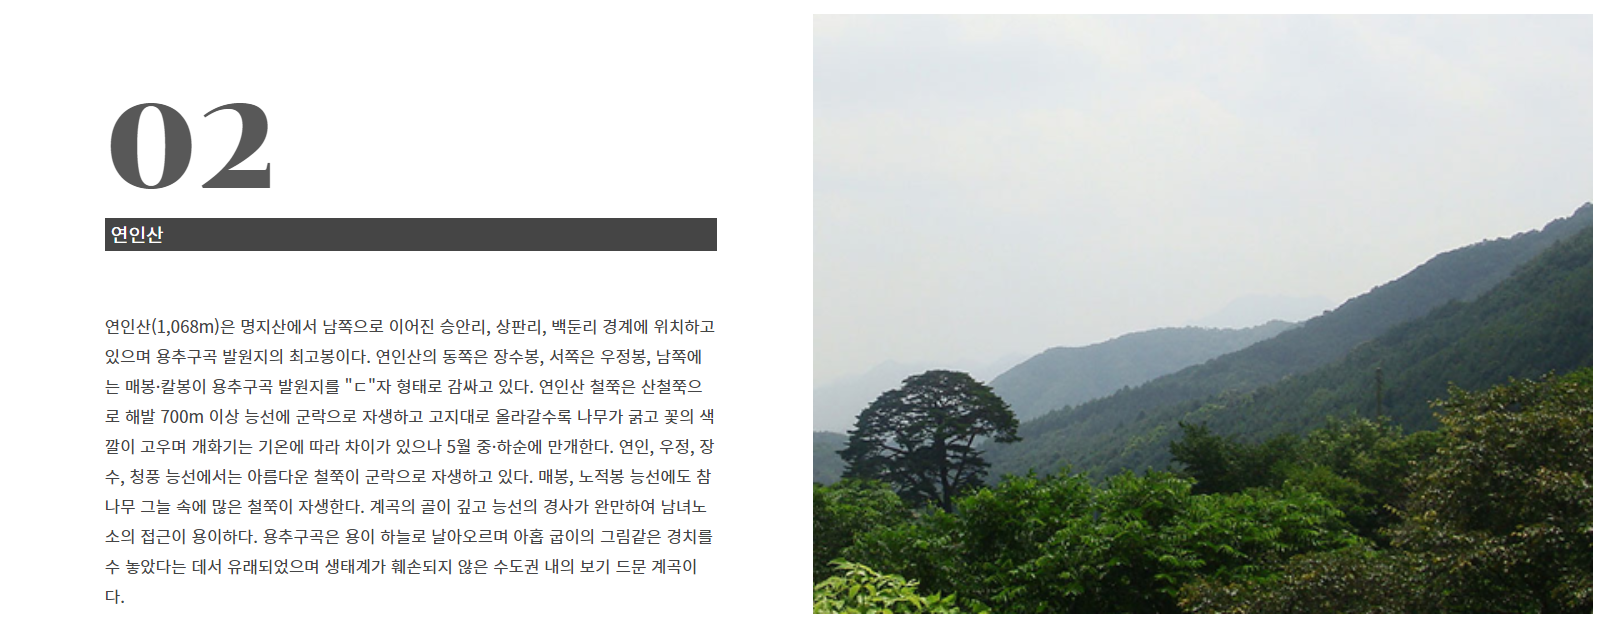 02
연인산
연인산(1,068m)은 명지산에서 남쪽으로 이어진 승안리, 상판리, 백둔리 경계에 위치하고
있으며 용추구곡 발원지의 최고봉이다. 연인산의 동쪽은 장수봉, 서쪽은 우정봉, 남쪽에
는 매봉·칼봉이 용추구곡 발원지를 "ㄷ"자 형태로 감싸고 있다. 연인산 철쭉은 산철쭉으
로 해발 700m 이상 능선에 군락으로 자생하고 고지대로 올라갈수록 나무가 굵고 꽃의 색
깔이 고우며 개화기는 기온에 따라 차이가 있으나 5월 중·하순에 만개한다. 연인, 우정, 장
수, 청풍 능선에서는 아름다운 철쭉이 군락으로 자생하고 있다. 매봉, 노적봉 능선에도 참
나무 그늘 속에 많은 철쭉이 자생한다. 계곡의 골이 깊고 능선의 경사가 완만하여 남녀노
소의 접근이 용이하다. 용추구곡은 용이 하늘로 날아오르며 아홉 굽이의 그림같은 경치를
수 놓았다는 데서 유래되었으며 생태계가 훼손되지 않은 수도권 내의 보기 드문 계곡이
다.